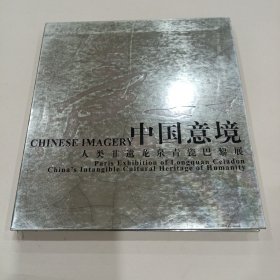 CHINESE IMAGERY 中国意境
人类非遗龙泉青瓷巴黎展
Paris Exhibition of Longquan Celadon
China's Intangible Cultural Heritage of Humanity